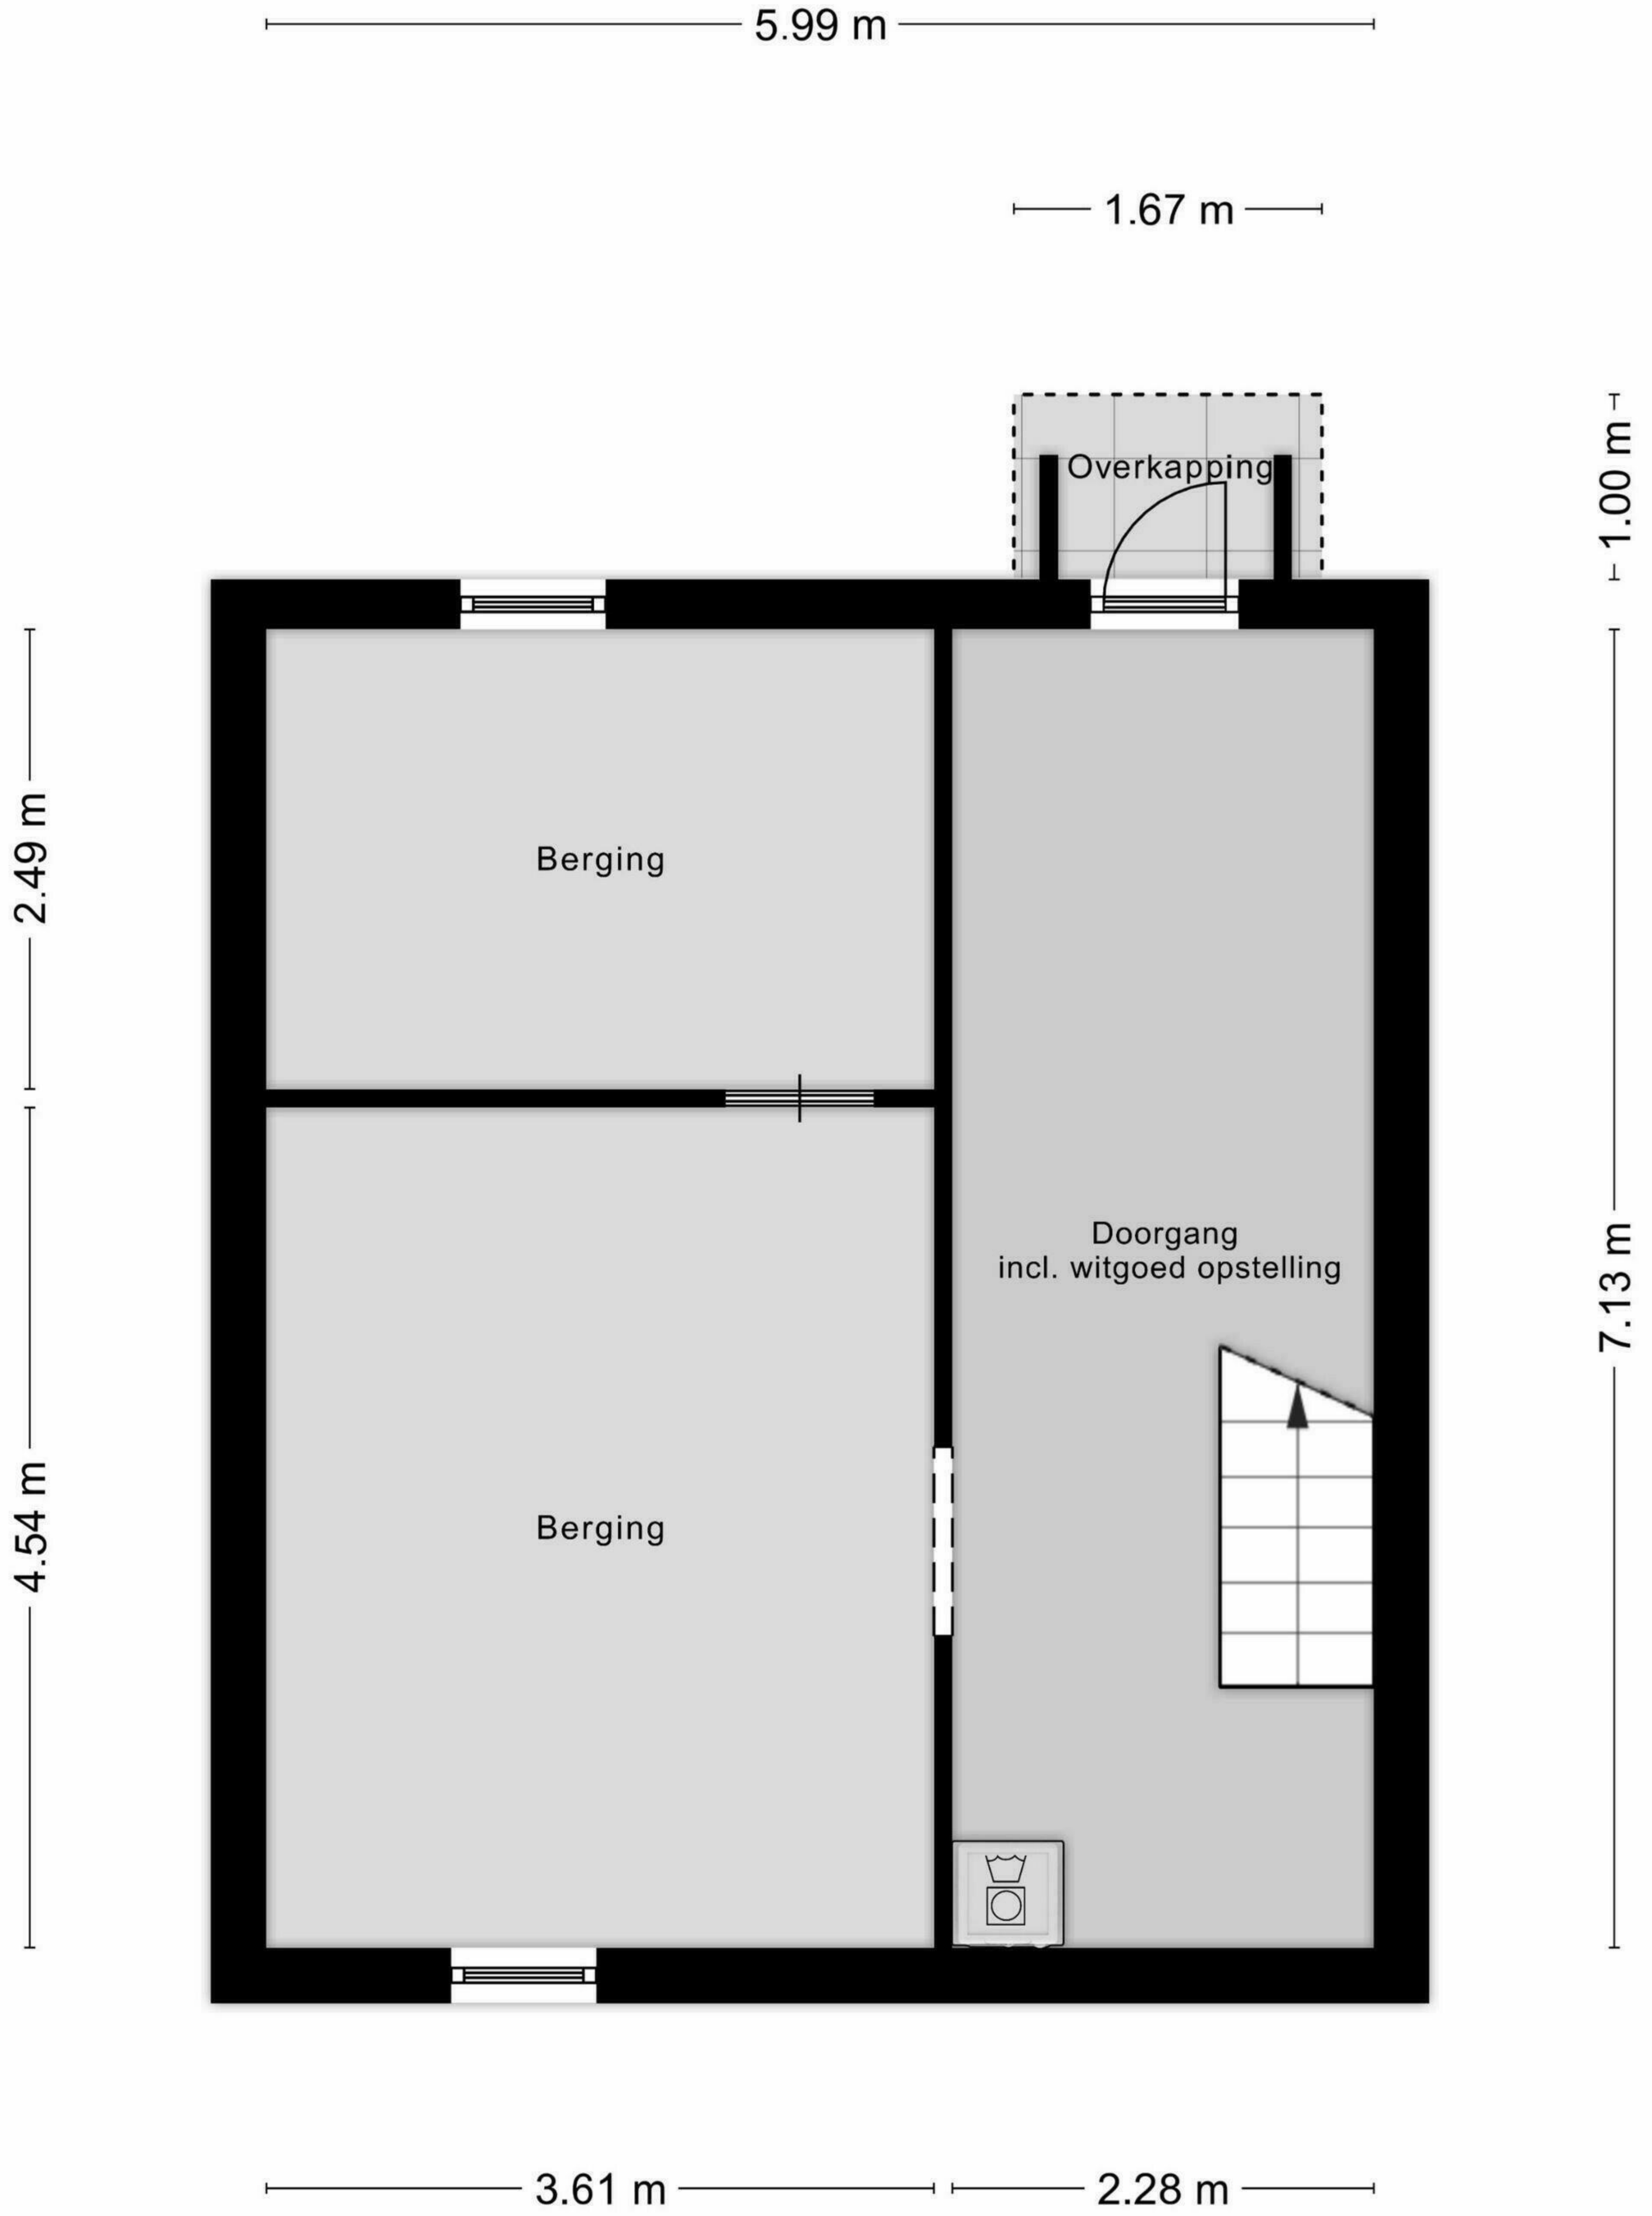 5.99 m
1.67 m
1.00 m
Overkapping
2.49 m
Berging
Doorgang
incl. witgoed opstelling
7.13 m
4.54 m
Berging
3.61 m
2.28 m